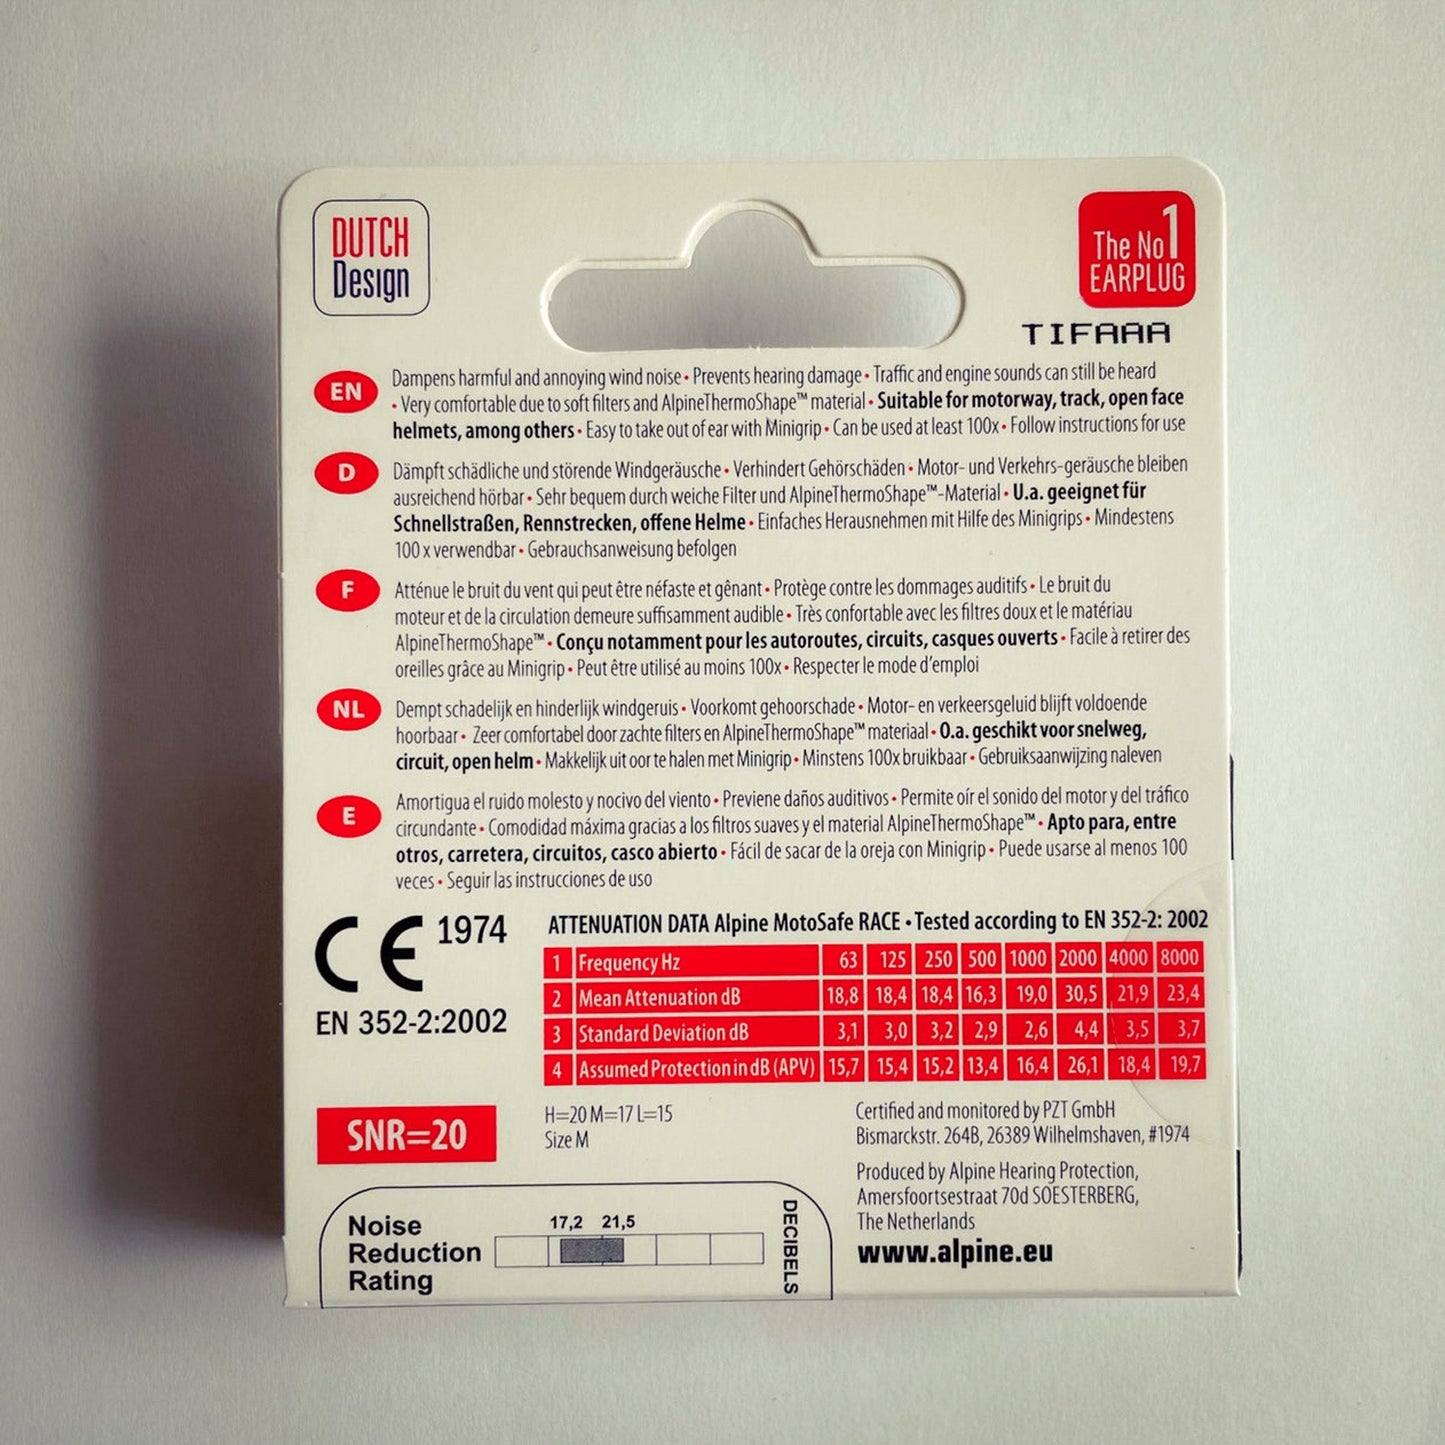 DUTCH
Design
The No 1
EARPLUG
TIFAAA
EN
Dampens harmful and annoying wind noise • Prevents hearing damage • Traffic and engine sounds can still be heard
• Very comfortable due to soft filters and AlpineThermoShape™ material • Suitable for motorway, track, open face
helmets, among others • Easy to take out of ear with Minigrip • Can be used at least 100x • Follow instructions for use
D
Dämpft schädliche und störende Windgeräusche • Verhindert Gehörschäden • Motor- und Verkehrs-geräusche bleiben
ausreichend hörbar • Sehr bequem durch weiche Filter und AlpineThermoShape™-Material • U.a. geeignet für
Schnellstraßen, Rennstrecken, offene Helme • Einfaches Herausnehmen mit Hilfe des Minigrips • Mindestens
100 x verwendbar • Gebrauchsanweisung befolgen
F
Atténue le bruit du vent qui peut être néfaste et gênant • Protège contre les dommages auditifs • Le bruit du
moteur et de la circulation demeure suffisamment audible • Très confortable avec les filtres doux et le matériau
AlpineThermoShape™ • Conçu notamment pour les autoroutes, circuits, casques ouverts • Facile à retirer des
oreilles grâce au Minigrip • Peut être utilisé au moins 100x • Respecter le mode d'emploi
NL
Dempt schadelijk en hinderlijk windgeruis • Voorkomt gehoorschade • Motor- en verkeersgeluid blijft voldoende
hoorbaar • Zeer comfortabel door zachte filters en AlpineThermoShape™ materiaal • O.a. geschikt voor snelweg,
circuit, open helm • Makkelijk uit oor te halen met Minigrip • Minstens 100x bruikbaar • Gebruiksaanwijzing naleven
E
Amortigua el ruido molesto y nocivo del viento • Previene daños auditivos • Permite oír el sonido del motor y del tráfico
circundante • Comodidad máxima gracias a los filtros suaves y el material AlpineThermoShape™ • Apto para, entre
otros, carretera, circuitos, casco abierto • Fácil de sacar de la oreja con Minigrip • Puede usarse al menos 100
veces • Seguir las instrucciones de uso
CE 1974
EN 352-2:2002
ATTENUATION DATA Alpine MotoSafe RACE • Tested according to EN 352-2: 2002
1 Frequency Hz 63 125 250 500 1000 2000 4000 8000
2 Mean Attenuation dB 18,8 18,4 18,4 16,3 19,0 30,5 21,9 23,4
3 Standard Deviation dB 3,1 3,0 3,2 2,9 2,6 4,4 3,5 3,7
4 Assumed Protection in dB (APV) 15,7 15,4 15,2 13,4 16,4 26,1 18,4 19,7
SNR=20
H=20 M=17 L=15
Size M
Certified and monitored by PZT GmbH
Bismarckstr. 264B, 26389 Wilhelmshaven, #1974
Produced by Alpine Hearing Protection,
Amersfoortsestraat 70d SOESTERBERG,
The Netherlands
www.alpine.eu
Noise
Reduction
Rating
17,2 21,5
DECIBELS